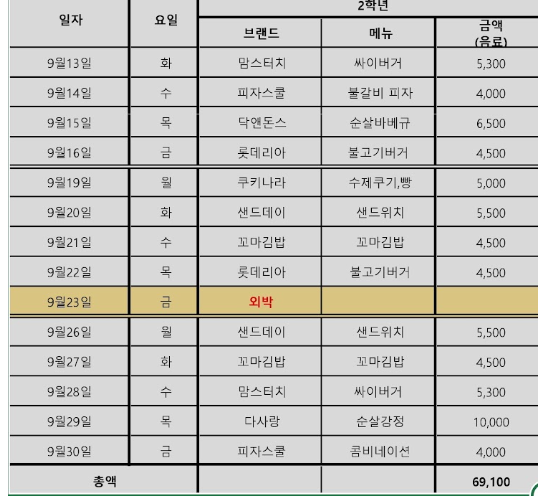 일자 요일 2학년
브랜드 메뉴 금액
(음료)
9월13일 화 맘스터치 싸이버거 5,300
9월14일 수 피자스쿨 불갈비 피자 4,000
9월15일 목 닥앤돈스 순살바베큐 6,500
9월16일 금 롯데리아 불고기버거 4,500
9월19일 월 쿠키나라 수제쿠기,빵 5,000
9월20일 화 샌드데이 샌드위치 5,500
9월21일 수 꼬마김밥 꼬마김밥 4,500
9월22일 목 롯데리아 불고기버거 4,500
9월23일 금 외박
9월26일 월 샌드데이 샌드위치 5,500
9월27일 화 꼬마김밥 꼬마김밥 4,500
9월28일 수 맘스터치 싸이버거 5,300
9월29일 목 다사랑 순살강정 10,000
9월30일 금 피자스쿨 콤비네이션 4,000
총액 69,100